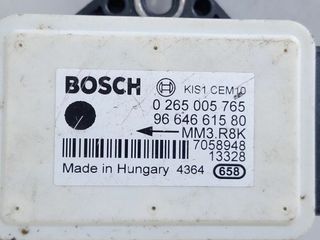 BOSCH KIS1 CEM10
0 265 005 765
96 646 615 80
MM3.R8K
7058948
13328
Made in Hungary 4364 658